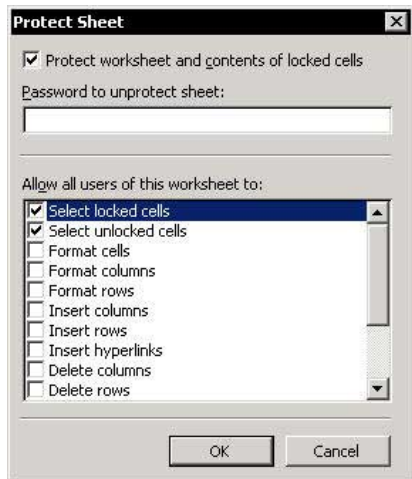 Protect Sheet
Protect worksheet and contents of locked cells
Password to unprotect sheet:
Allow all users of this worksheet to:
Select locked cells
Select unlocked cells
Format cells
Format columns
Format rows
Insert columns
Insert rows
Insert hyperlinks
Delete columns
Delete rows
OK Cancel